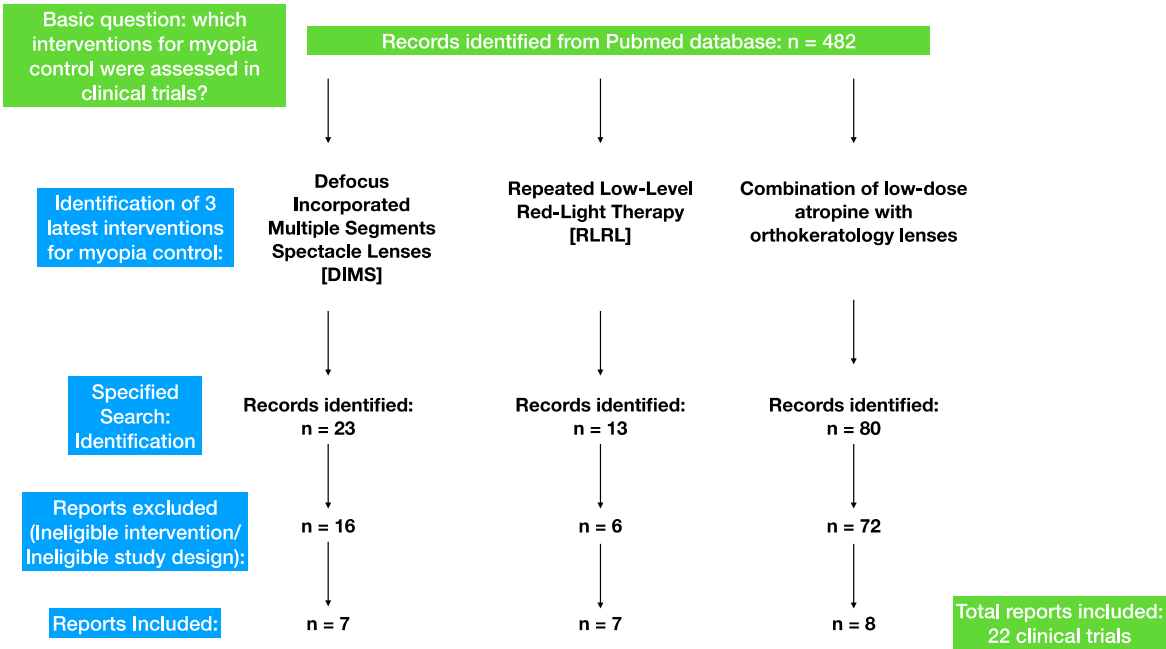 Basic question: which
interventions for myopia
control were assessed in
clinical trials?
Records identified from Pubmed database: n = 482
Identification of 3
latest interventions
for myopia control:
Defocus
Incorporated
Multiple Segments
Spectacle Lenses
[DIMS]
Repeated Low-Level
Red-Light Therapy
[RLRL]
Combination of low-dose
atropine with
orthokeratology lenses
Specified
Search:
Identification
Records identified:
n = 23
Records identified:
n = 13
Records identified:
n = 80
Reports excluded
(Ineligible intervention/
Ineligible study design):
n = 16
n = 6
n = 72
Reports Included:
n = 7
n = 7
n = 8
Total reports included:
22 clinical trials